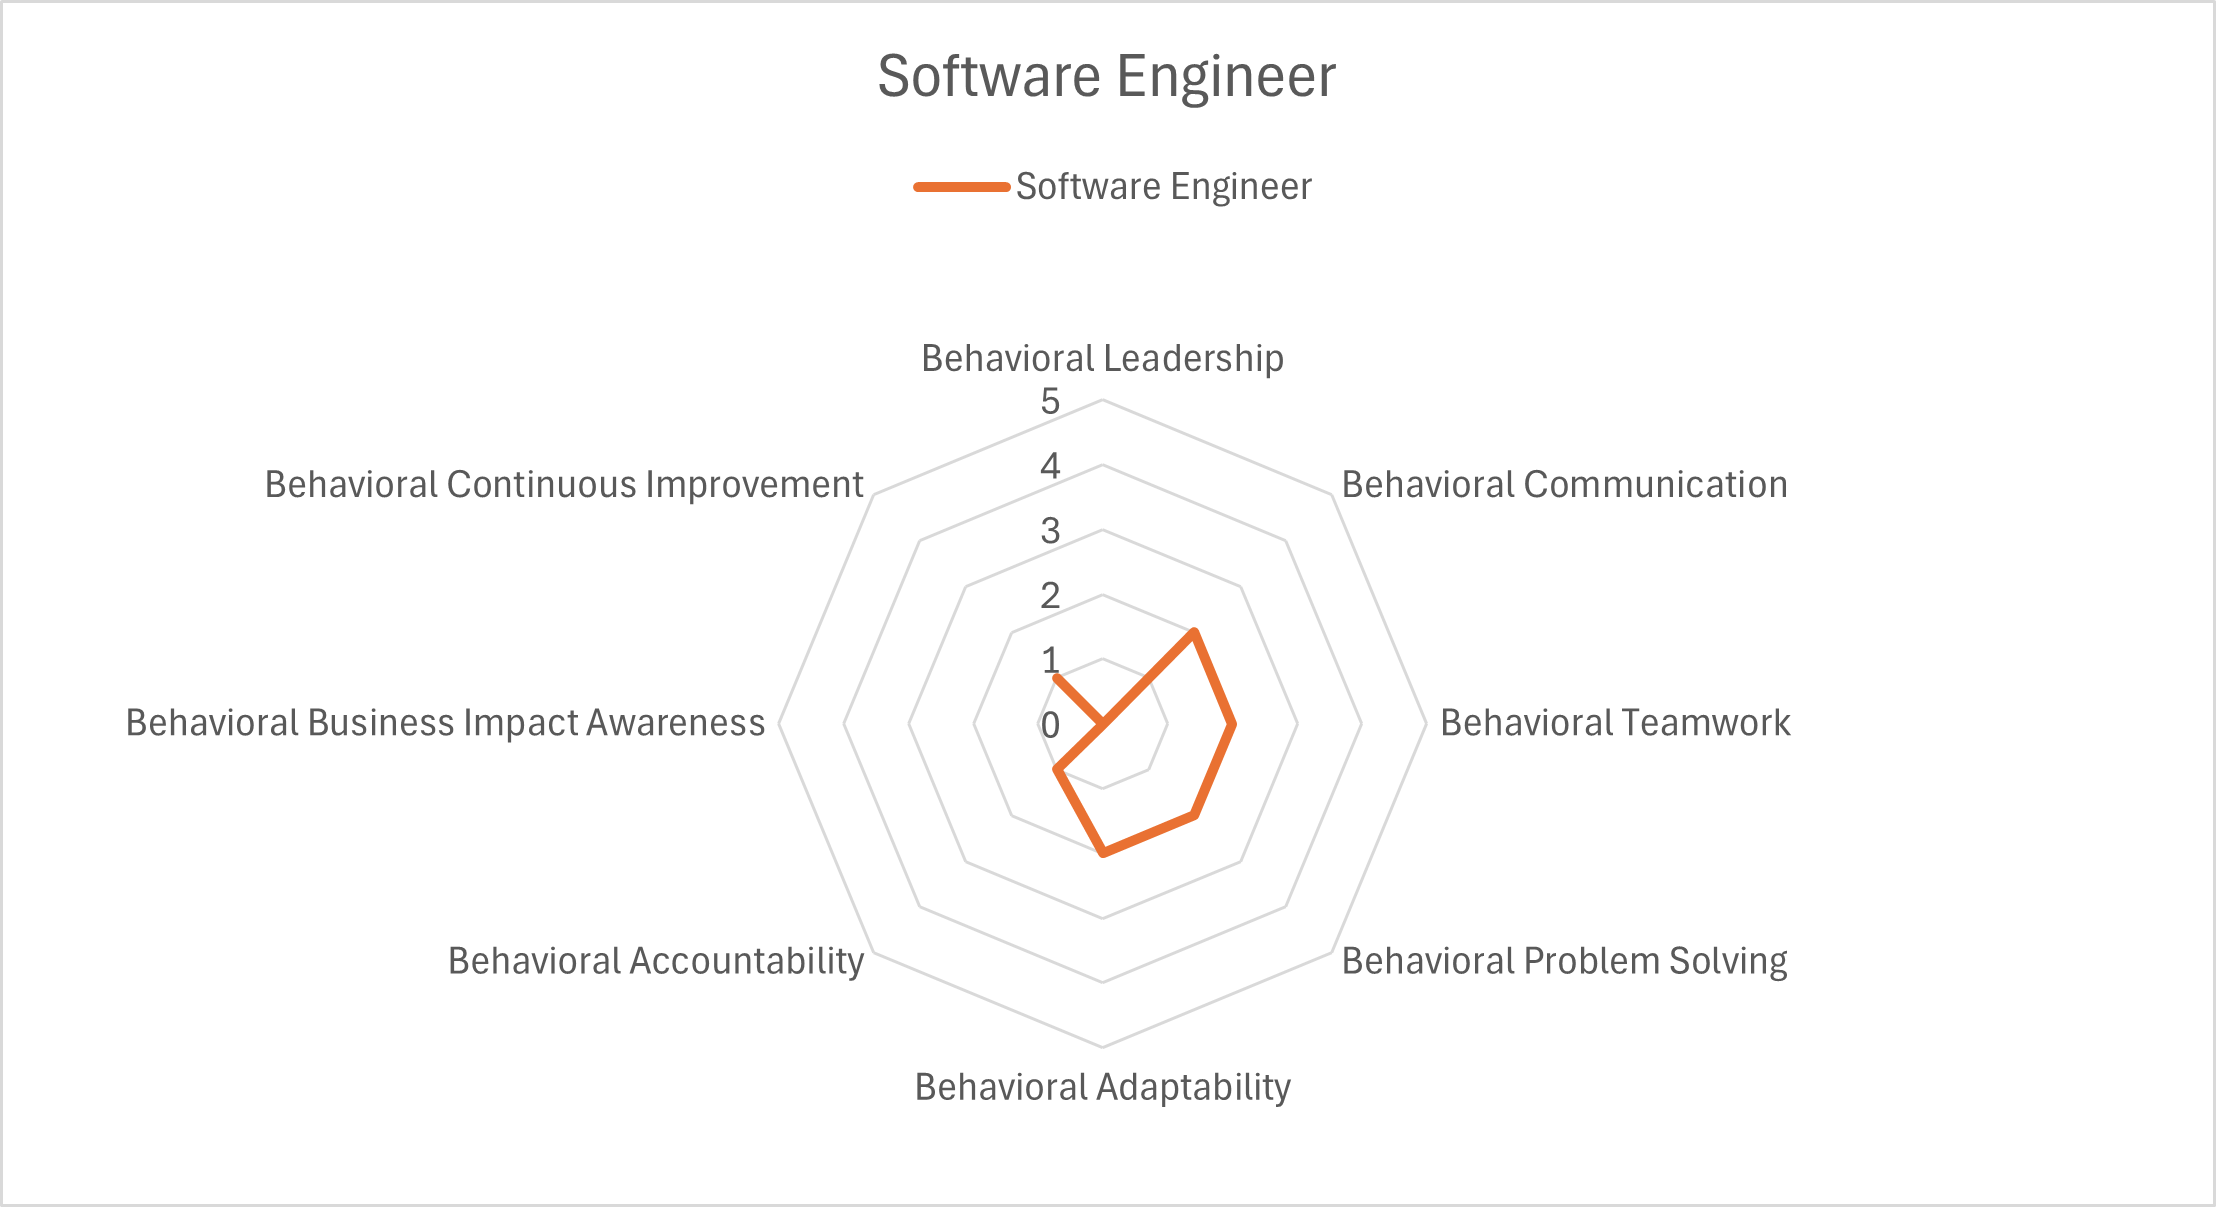 Software Engineer
Software Engineer
Behavioral Leadership
5
Behavioral Continuous Improvement
Behavioral Communication
4
3
2
1
Behavioral Business Impact Awareness
0
Behavioral Teamwork
Behavioral Accountability
Behavioral Problem Solving
Behavioral Adaptability